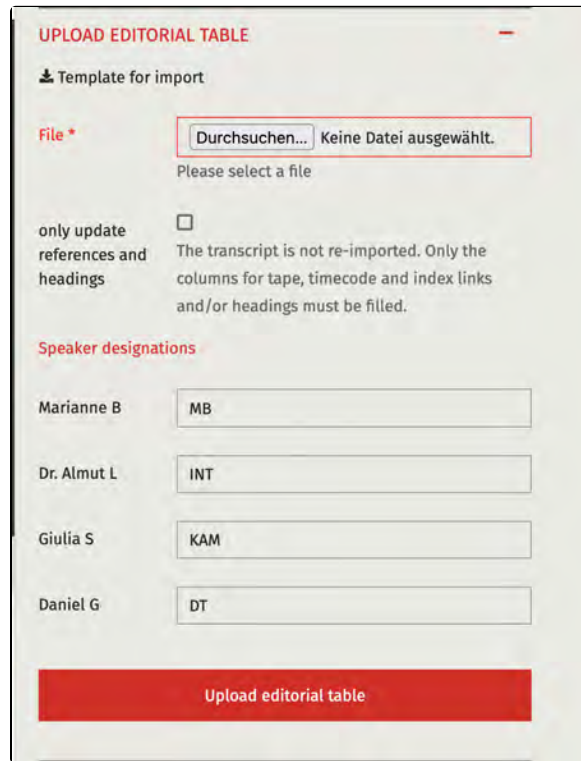 UPLOAD EDITORIAL TABLE
Template for import
File *
Durchsuchen... Keine Datei ausgewählt.
Please select a file
only update
references and
headings
The transcript is not re-imported. Only the
columns for tape, timecode and index links
and/or headings must be filled.
Speaker designations
Marianne B MB
Dr. Almut L INT
Giulia S KAM
Daniel G DT
Upload editorial table